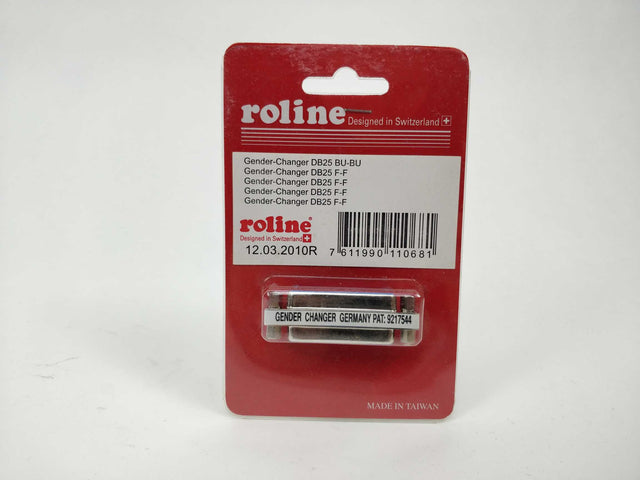 roline
Designed in Switzerland
Gender-Changer DB25 BU-BU
Gender-Changer DB25 F-F
Gender-Changer DB25 F-F
Gender-Changer DB25 F-F
Gender-Changer DB25 F-F
roline®
Designed in Switzerland
12.03.2010R
7 611990 110681
GENDER CHANGER GERMANY PAT: 9217544
MADE IN TAIWAN